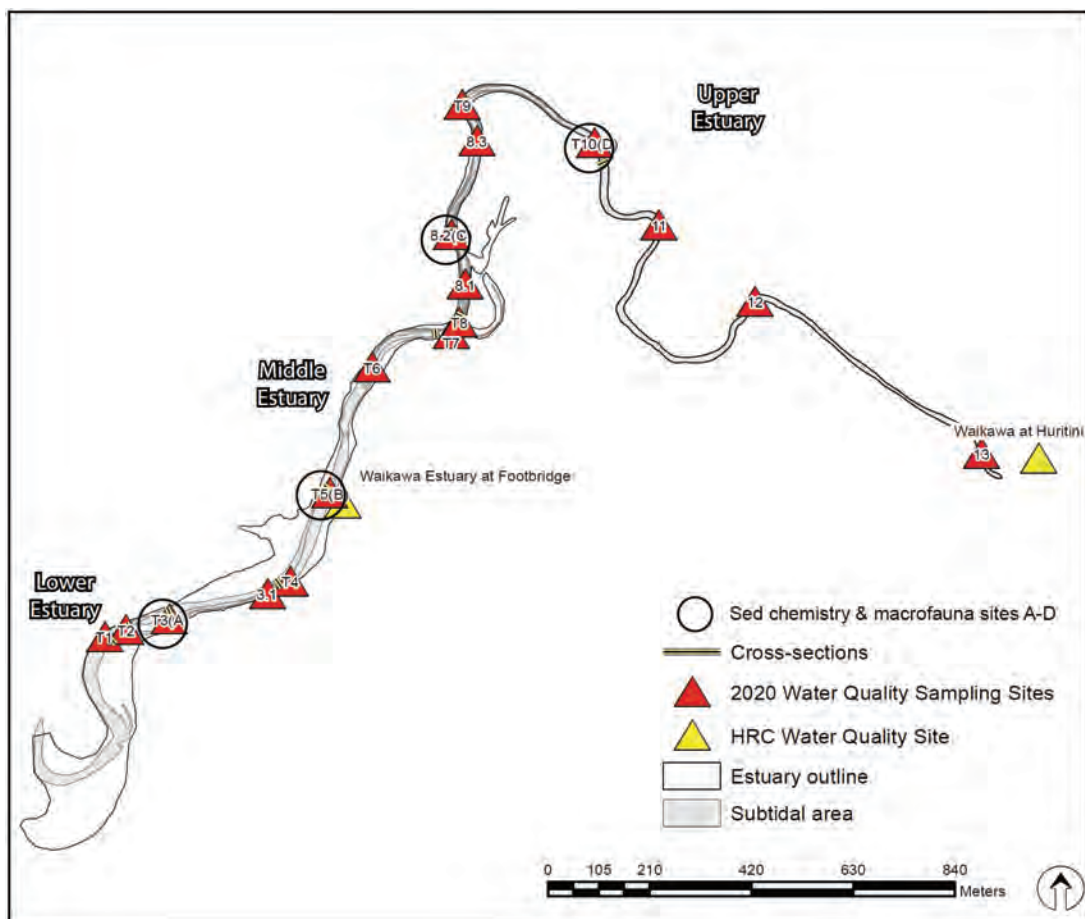 Upper
Estuary
T9
8.3
T10(D)
11
8-2(C
8.1
12
T8
T7
Middle
Estuary
T6
Waikawa at Huritini
13
Waikawa Estuary at Footbridge
T5(B
Lower
Estuary
T4
3.1
T3(A
T2
T1
Sed chemistry & macrofauna sites A-D
Cross-sections
2020 Water Quality Sampling Sites
HRC Water Quality Site
Estuary outline
Subtidal area
0 105 210 420 630 840
Meters